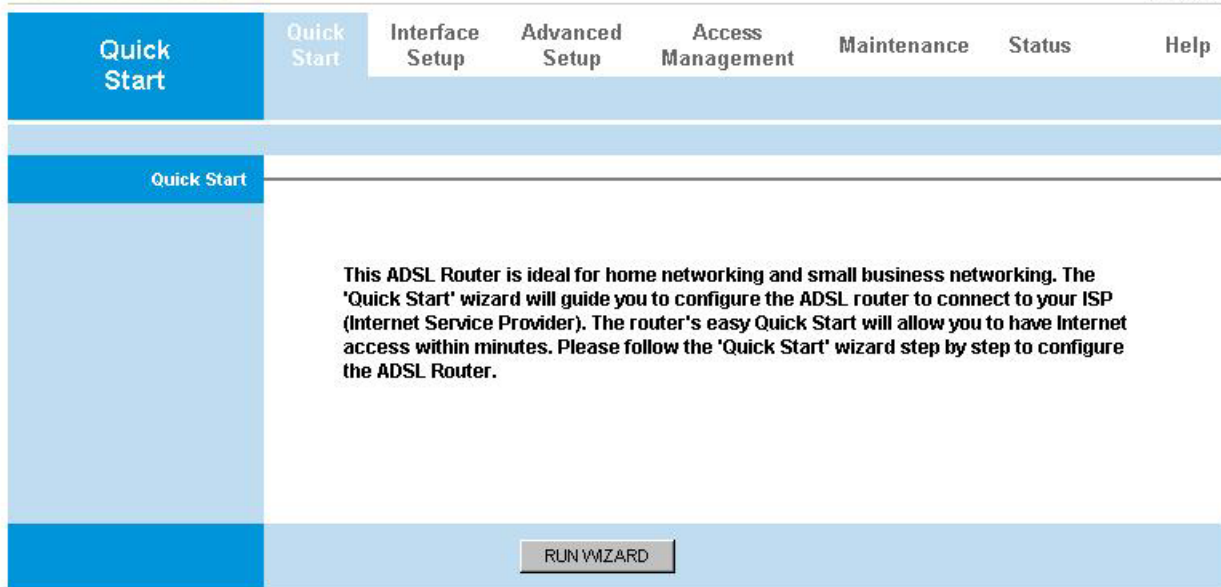 Quick
Start
Quick
Start
Interface
Setup
Advanced
Setup
Access
Management
Maintenance
Status
Help
Quick Start
This ADSL Router is ideal for home networking and small business networking. The
'Quick Start' wizard will guide you to configure the ADSL router to connect to your ISP
(Internet Service Provider). The router's easy Quick Start will allow you to have Internet
access within minutes. Please follow the 'Quick Start' wizard step by step to configure
the ADSL Router.
RUN WIZARD